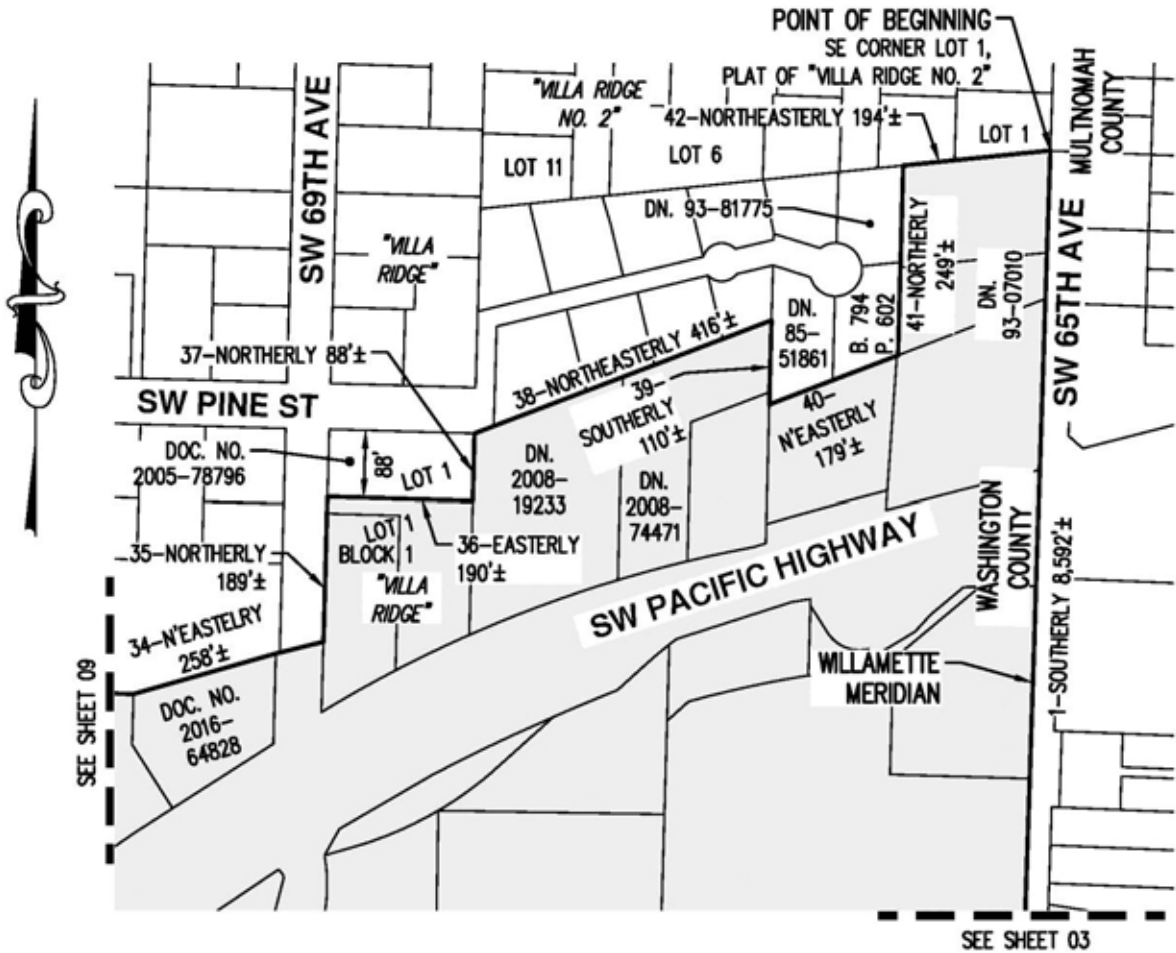 POINT OF BEGINNING
SE CORNER LOT 1,
PLAT OF "VILLA RIDGE NO. 2"
MULTNOMAH
COUNTY
"VILLA RIDGE
NO. 2"
42-NORTHEASTERLY 194'±
LOT 1
LOT 6
LOT 11
SW 69TH AVE
DN. 93-81775
"VILLA
RIDGE"
41-NORTHERLY
249'±
DN.
93-07010
SW 65TH AVE
DN.
85-
51861
B. 794
P. 602
37-NORTHERLY 88'±
38-NORTHEASTERLY 416'±
39-
SOUTHERLY
110'±
40-
N'EASTERLY
179'±
SW PINE ST
DOC. NO.
2005-78796
88'
LOT 1
DN.
2008-
19233
DN.
2008-
74471
LOT 1
BLOCK 1
"VILLA
RIDGE"
36-EASTERLY
190'±
35-NORTHERLY
189'±
34-N'EASTELRY
258'±
SW PACIFIC HIGHWAY
WASHINGTON
COUNTY
1-SOUTHERLY 8,592'±
WILLAMETTE
MERIDIAN
DOC. NO.
2016-
64828
SEE SHEET 09
SEE SHEET 03